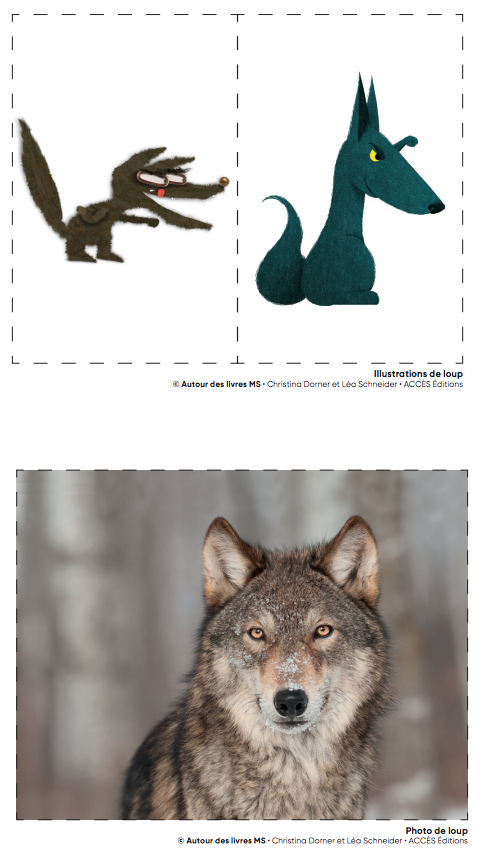 Illustrations de loup
© Autour des livres MS • Christina Dorner et Léa Schneider • ACCÈS Éditions
Photo de loup
© Autour des livres MS • Christina Dorner et Léa Schneider • ACCÈS Éditions